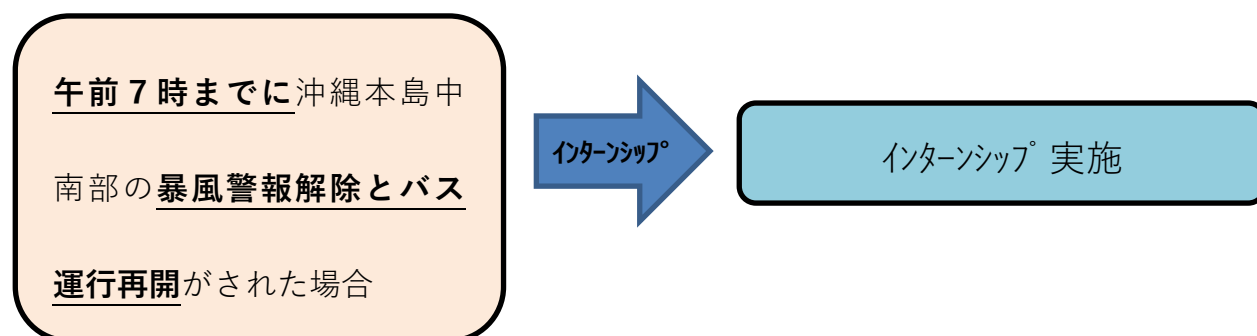 午前７時までに沖縄本島中
南部の暴風警報解除とバス
運行再開がされた場合
ｲﾝﾀｰﾝｼｯﾌﾟ
ｲﾝﾀｰﾝｼｯﾌﾟ 実施